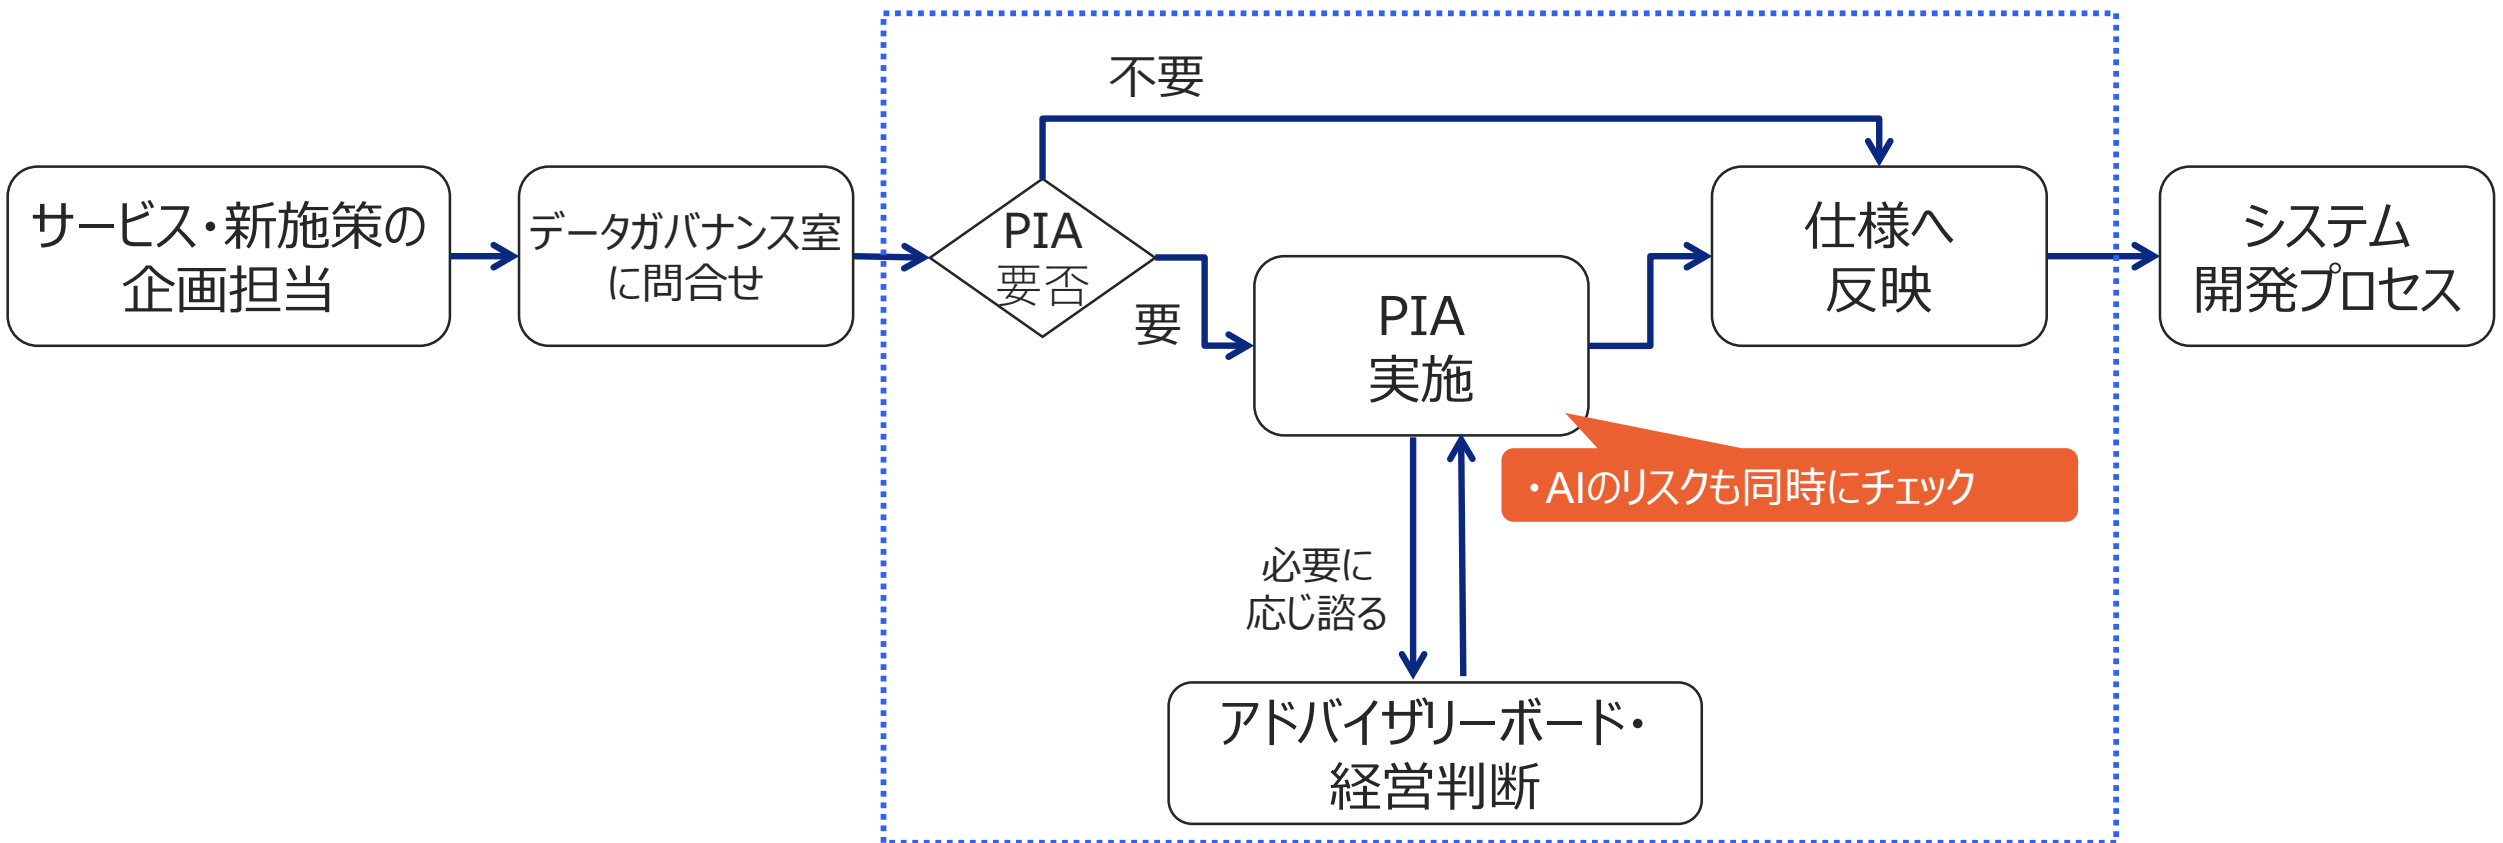 サービス・新施策の
企画検討
データガバナンス室
に問合せ
PIA
要否
不要
要
PIA
実施
・AIのリスクも同時にチェック
必要に
応じ諮る
アドバイザリーボード・
経営判断
仕様へ
反映
システム
開発プロセス